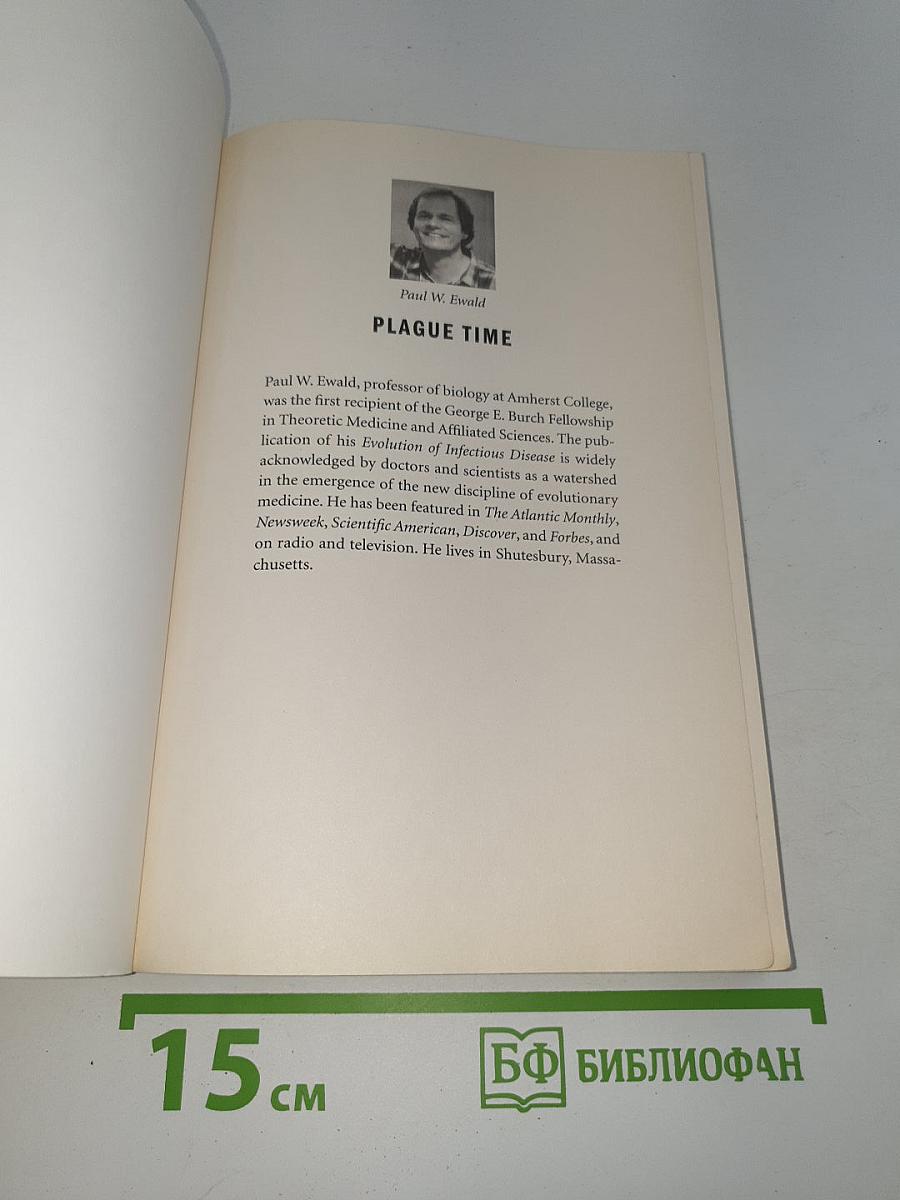 Paul W. Ewald
PLAGUE TIME
Paul W. Ewald, professor of biology at Amherst College,
was the first recipient of the George E. Burch Fellowship
in Theoretic Medicine and Affiliated Sciences. The pub-
lication of his Evolution of Infectious Disease is widely
acknowledged by doctors and scientists as a watershed
in the emergence of the new discipline of evolutionary
medicine. He has been featured in The Atlantic Monthly,
Newsweek, Scientific American, Discover, and Forbes, and
on radio and television. He lives in Shutesbury, Massa-
chusetts.
15 см
БФ БИБЛИОФАН